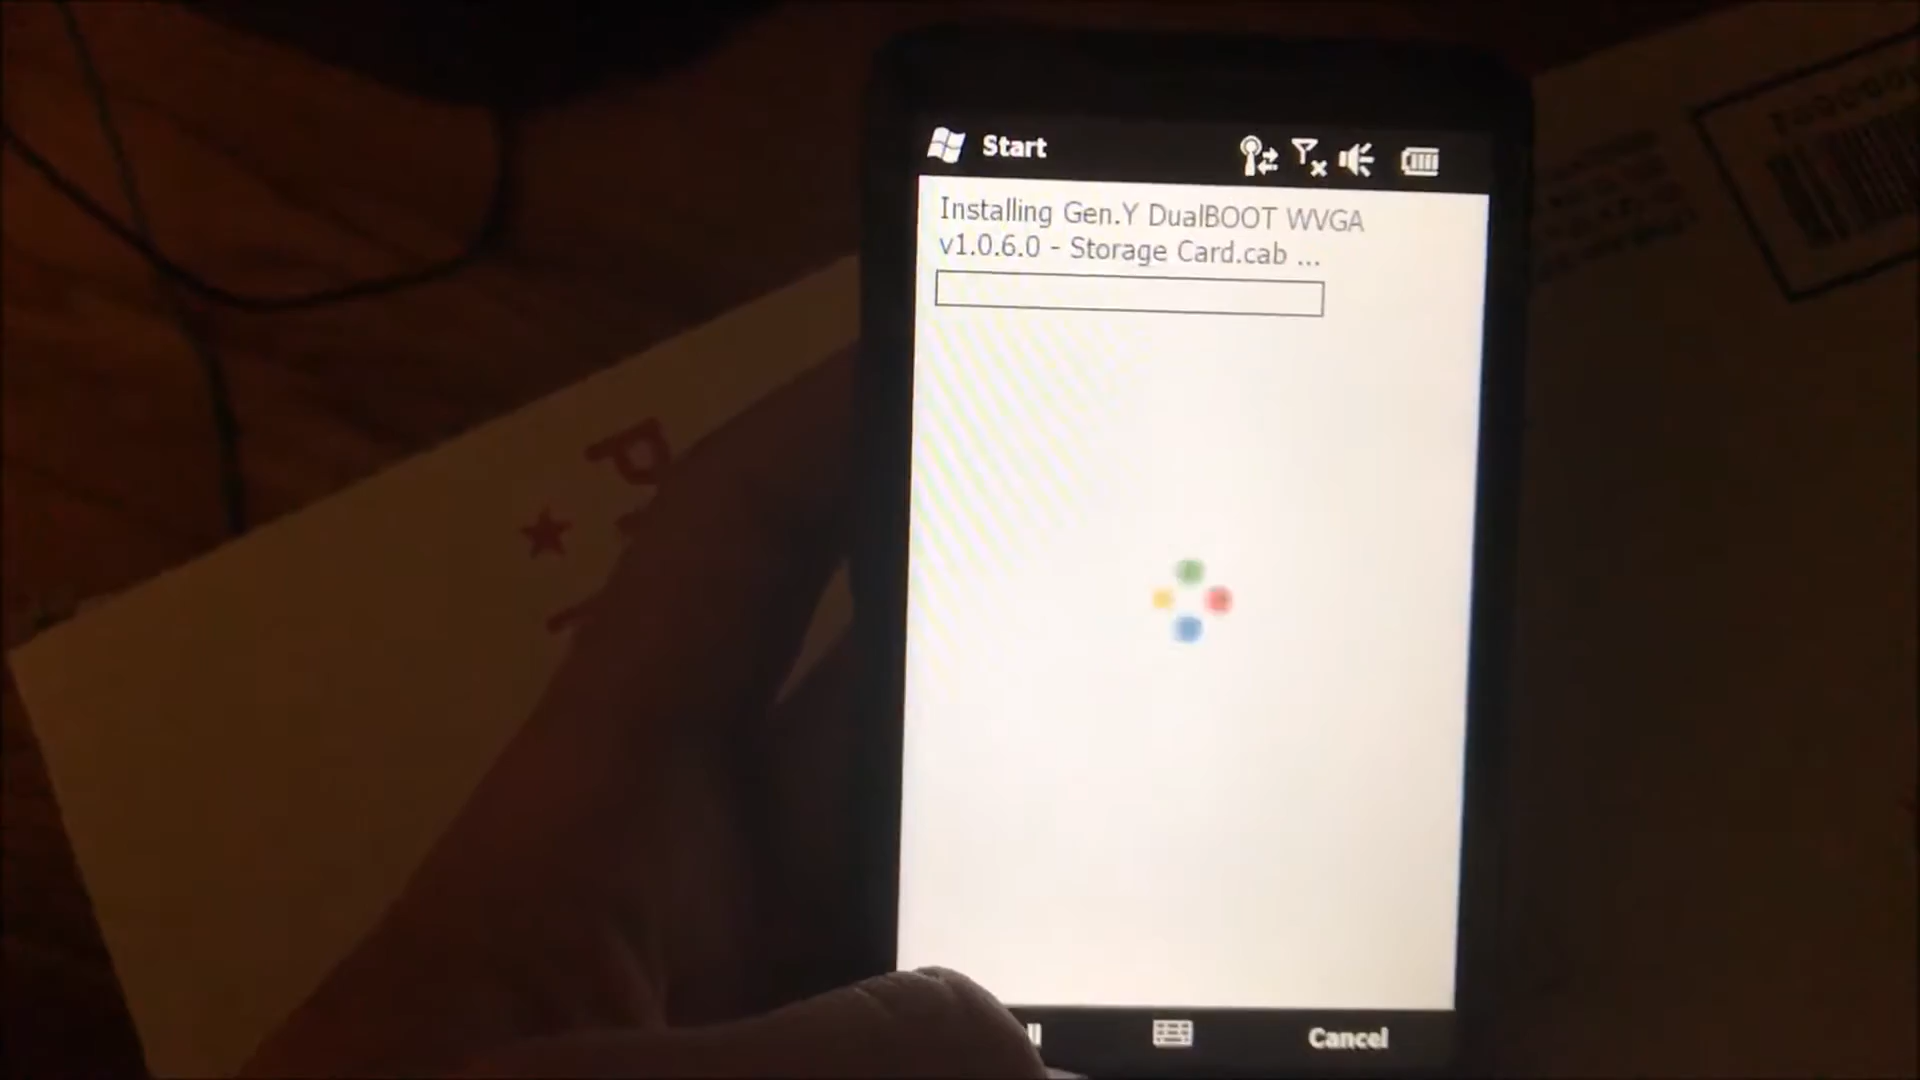 Start
Installing Gen.Y DualBOOT WVGA
v1.0.6.0 - Storage Card.cab ...
Cancel
P